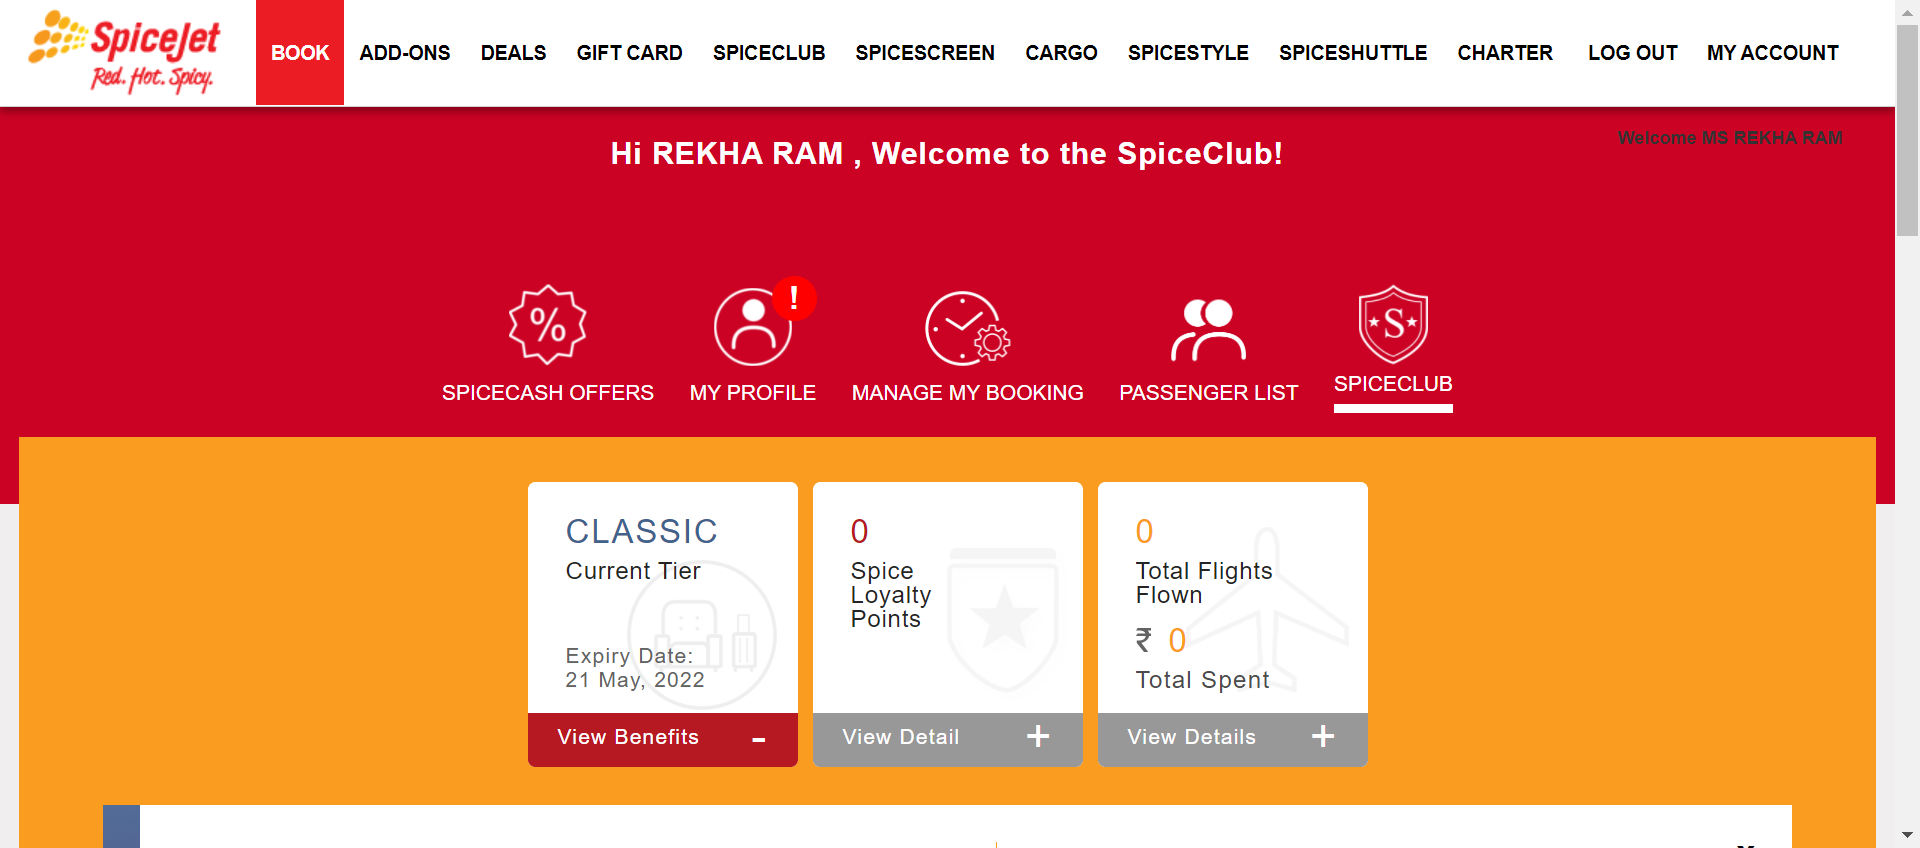 SpiceJet
Red. Hot. Spicy.
BOOK ADD-ONS DEALS GIFT CARD SPICECLUB SPICESCREEN CARGO SPICESTYLE SPICESHUTTLE CHARTER LOG OUT MY ACCOUNT
Welcome MS REKHA RAM
Hi REKHA RAM , Welcome to the SpiceClub!
%
!
S
SPICECASH OFFERS MY PROFILE MANAGE MY BOOKING PASSENGER LIST SPICECLUB
CLASSIC
Current Tier
Expiry Date:
21 May, 2022
View Benefits -
0
Spice
Loyalty
Points
View Detail +
0
Total Flights
Flown
₹ 0
Total Spent
View Details +